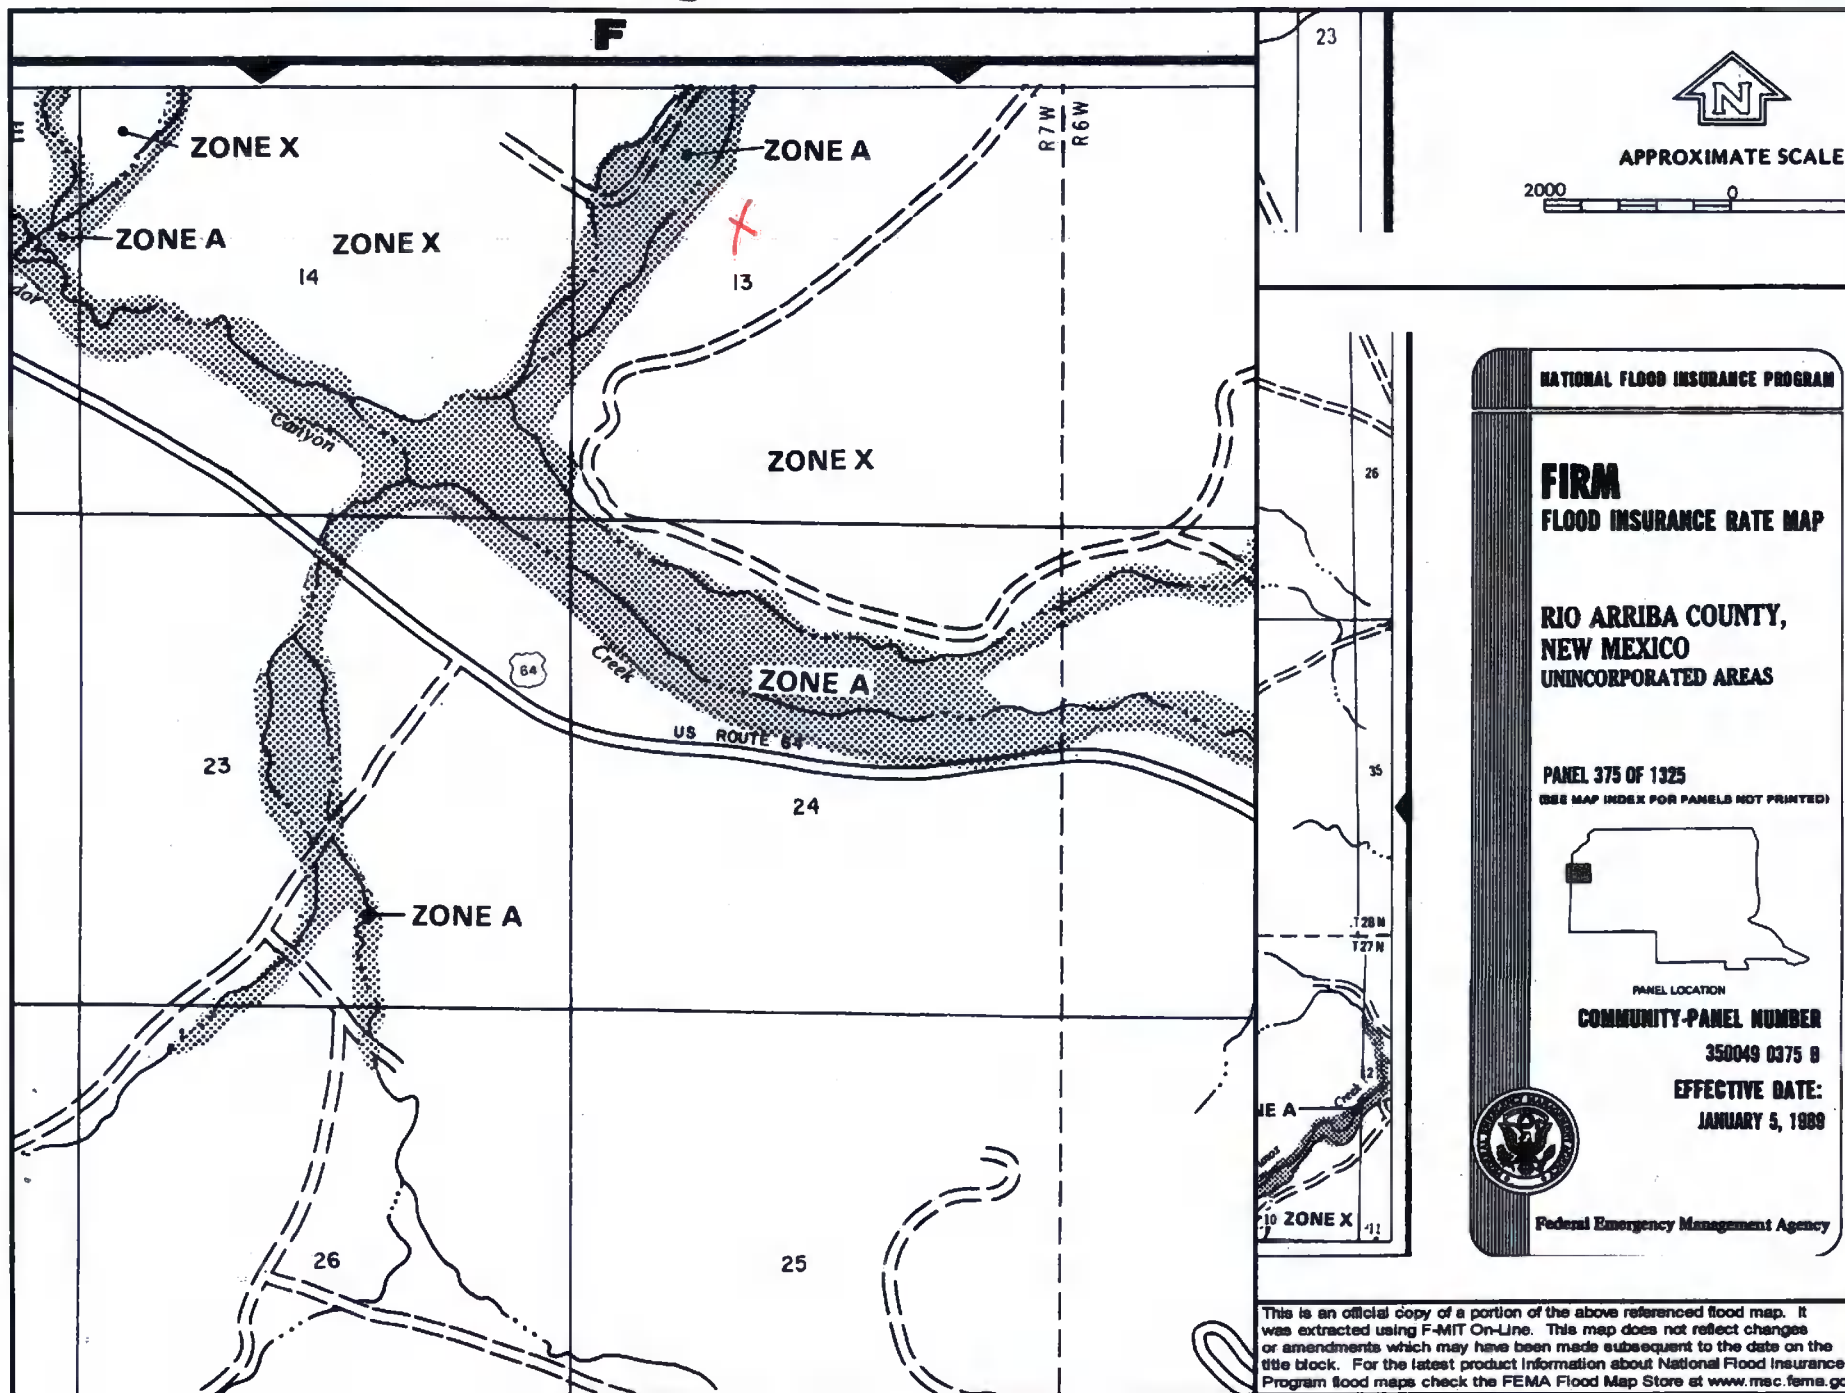 F
ZONE X
ZONE A
R7W
R6W
ZONE A
ZONE X
14
13
Canyon
ZONE X
64
Creek
ZONE A
US ROUTE 64
23
24
ZONE A
26
25
23
26
35
T28N
T27N
Creek
12
NE A
10
ZONE X
11
N
APPROXIMATE SCALE
2000
0
NATIONAL FLOOD INSURANCE PROGRAM
FIRM
FLOOD INSURANCE RATE MAP
RIO ARRIBA COUNTY,
NEW MEXICO
UNINCORPORATED AREAS
PANEL 375 OF 1325
(SEE MAP INDEX FOR PANELS NOT PRINTED)
PANEL LOCATION
COMMUNITY-PANEL NUMBER
350049 0375 B
EFFECTIVE DATE:
JANUARY 5, 1989
Federal Emergency Management Agency
This is an official copy of a portion of the above referenced flood map. It
was extracted using F-MIT On-Line. This map does not reflect changes
or amendments which may have been made subsequent to the date on the
title block. For the latest product information about National Flood Insurance
Program flood maps check the FEMA Flood Map Store at www.msc.fema.go